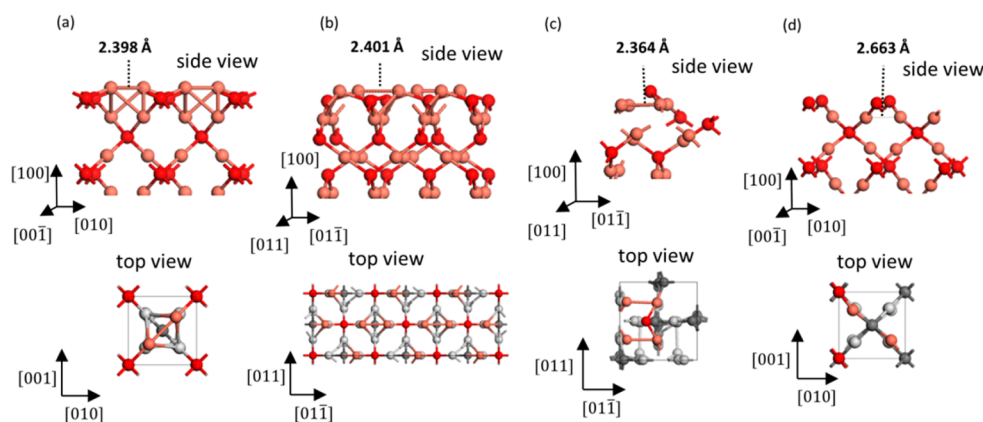 (a)
2.398 Å
side view
[100]
[001̄]
[010]
top view
[001]
[010]
(b)
2.401 Å
side view
[100]
[011]
[011̄]
top view
[011]
[011̄]
(c)
2.364 Å
side view
[100]
[011]
[011̄]
top view
[011]
[011̄]
(d)
2.663 Å
side view
[100]
[001̄]
[010]
top view
[001]
[010]